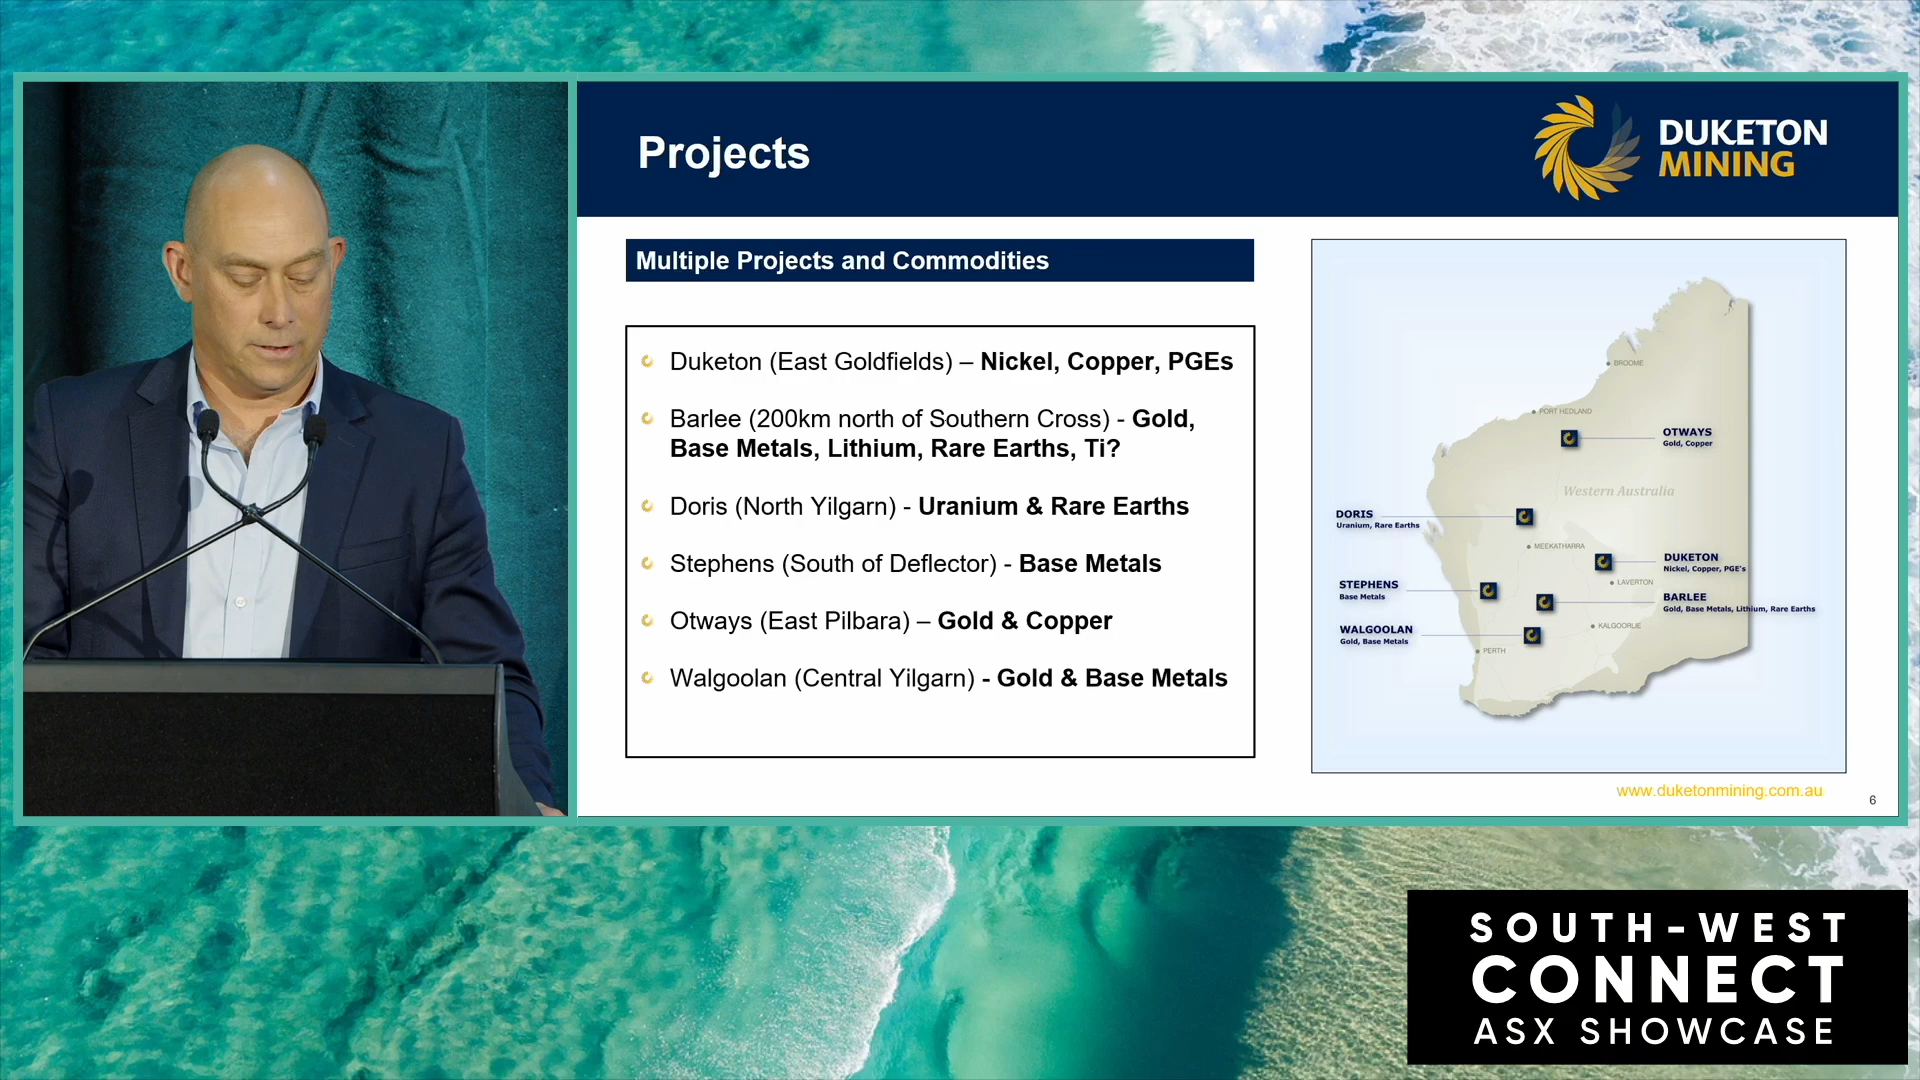 Projects
DUKETON
MINING
Multiple Projects and Commodities
Duketon (East Goldfields) – Nickel, Copper, PGEs
Barlee (200km north of Southern Cross) - Gold,
Base Metals, Lithium, Rare Earths, Ti?
Doris (North Yilgarn) - Uranium & Rare Earths
Stephens (South of Deflector) - Base Metals
Otways (East Pilbara) – Gold & Copper
Walgoolan (Central Yilgarn) - Gold & Base Metals
BROOME
PORT HEDLAND
OTWAYS
Gold, Copper
Western Australia
DORIS
Uranium, Rare Earths
MEEKATHARRA
DUKETON
Nickel, Copper, PGE's
STEPHENS
Base Metals
LAVERTON
BARLEE
Gold, Base Metals, Lithium, Rare Earths
WALGOOLAN
Gold, Base Metals
KALGOORLIE
PERTH
www.duketonmining.com.au
6
SOUTH-WEST
CONNECT
ASX SHOWCASE